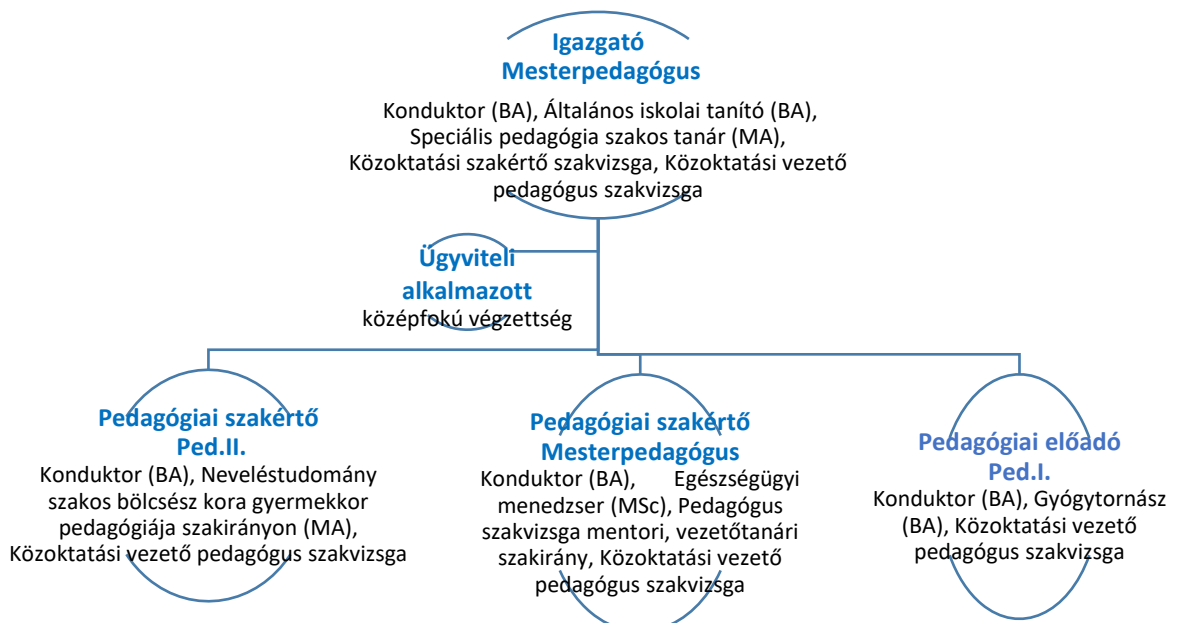 Igazgató
Mesterpedagógus
Konduktor (BA), Általános iskolai tanító (BA),
Speciális pedagógia szakos tanár (MA),
Közoktatási szakértő szakvizsga, Közoktatási vezető
pedagógus szakvizsga
Ügyviteli
alkalmazott
középfokú végzettség
Pedagógiai szakértő
Ped.II.
Konduktor (BA), Neveléstudomány
szakos bölcsész kora gyermekkor
pedagógiája szakirányon (MA),
Közoktatási vezető pedagógus szakvizsga
Pedagógiai szakértő
Mesterpedagógus
Konduktor (BA), Egészségügyi
menedzser (MSc), Pedagógus
szakvizsga mentori, vezetőtanári
szakirány, Közoktatási vezető
pedagógus szakvizsga
Pedagógiai előadó
Ped.I.
Konduktor (BA), Gyógytornász
(BA), Közoktatási vezető
pedagógus szakvizsga